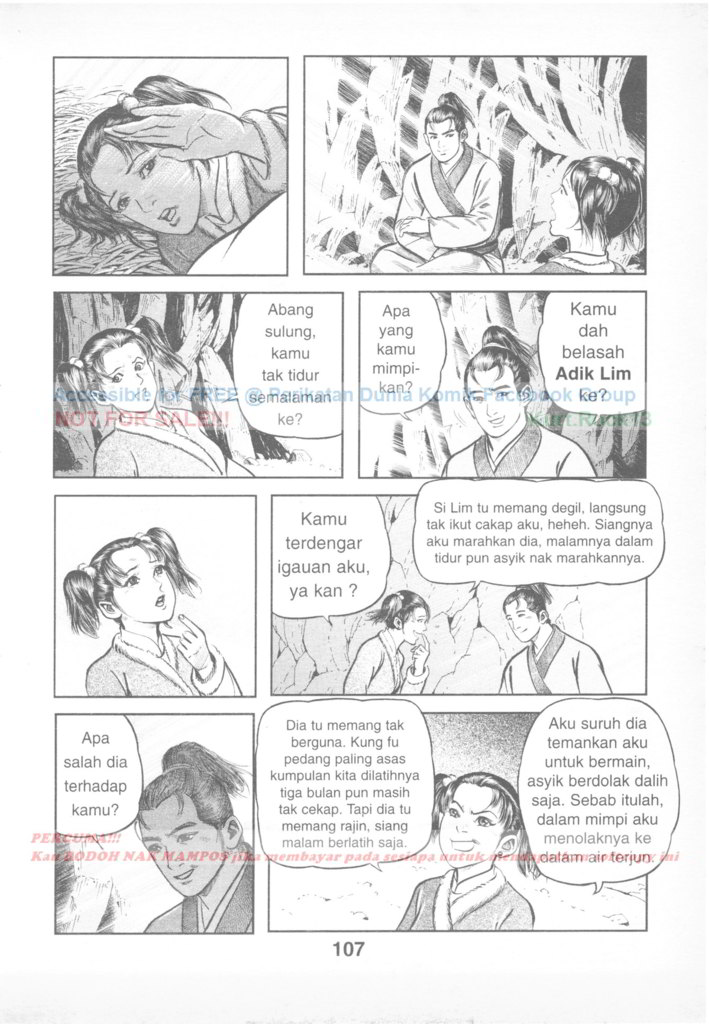 Abang
sulung,
kamu
tak tidur
semalaman
ke?
Apa
yang
kamu
mimpi-
kan?
Kamu
dah
belasah
Adik Lim
ke?
Accessible for FREE @ Perikatan Dunia Komik Facebook Group
NOT FOR SALE!!!
Kamu
terdengar
igauan aku,
ya kan ?
Si Lim tu memang degil, langsung
tak ikut cakap aku, heheh. Siangnya
aku marahkan dia, malamnya dalam
tidur pun asyik nak marahkannya.
Apa
salah dia
terhadap
kamu?
Dia tu memang tak
berguna. Kung fu
pedang paling asas
kumpulan kita dilatihnya
tiga bulan pun masih
tak cekap. Tapi dia tu
memang rajin, siang
malam berlatih saja.
Aku suruh dia
temankan aku
untuk bermain,
asyik berdolak dalih
saja. Sebab itulah,
dalam mimpi aku
menolaknya ke
dalam air terjun.
PERCUMA!!!
Kau BODOH NAK MAMPOS jika membayar pada sesiapa untuk ini
107